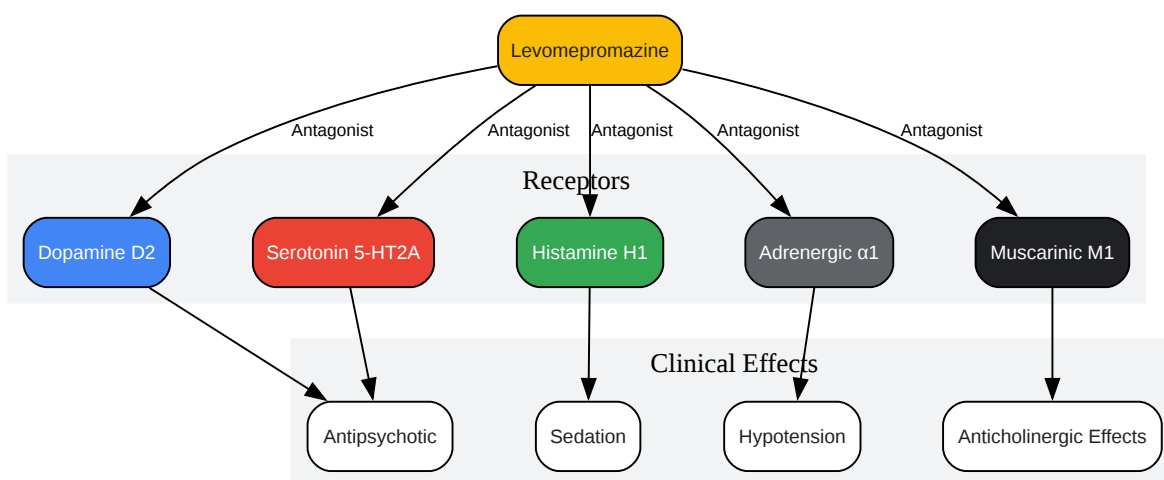 Levomepromazine
Antagonist
Antagonist
Antagonist
Antagonist
Antagonist
Receptors
Dopamine D2
Serotonin 5-HT2A
Histamine H1
Adrenergic α1
Muscarinic M1
Clinical Effects
Antipsychotic
Sedation
Hypotension
Anticholinergic Effects